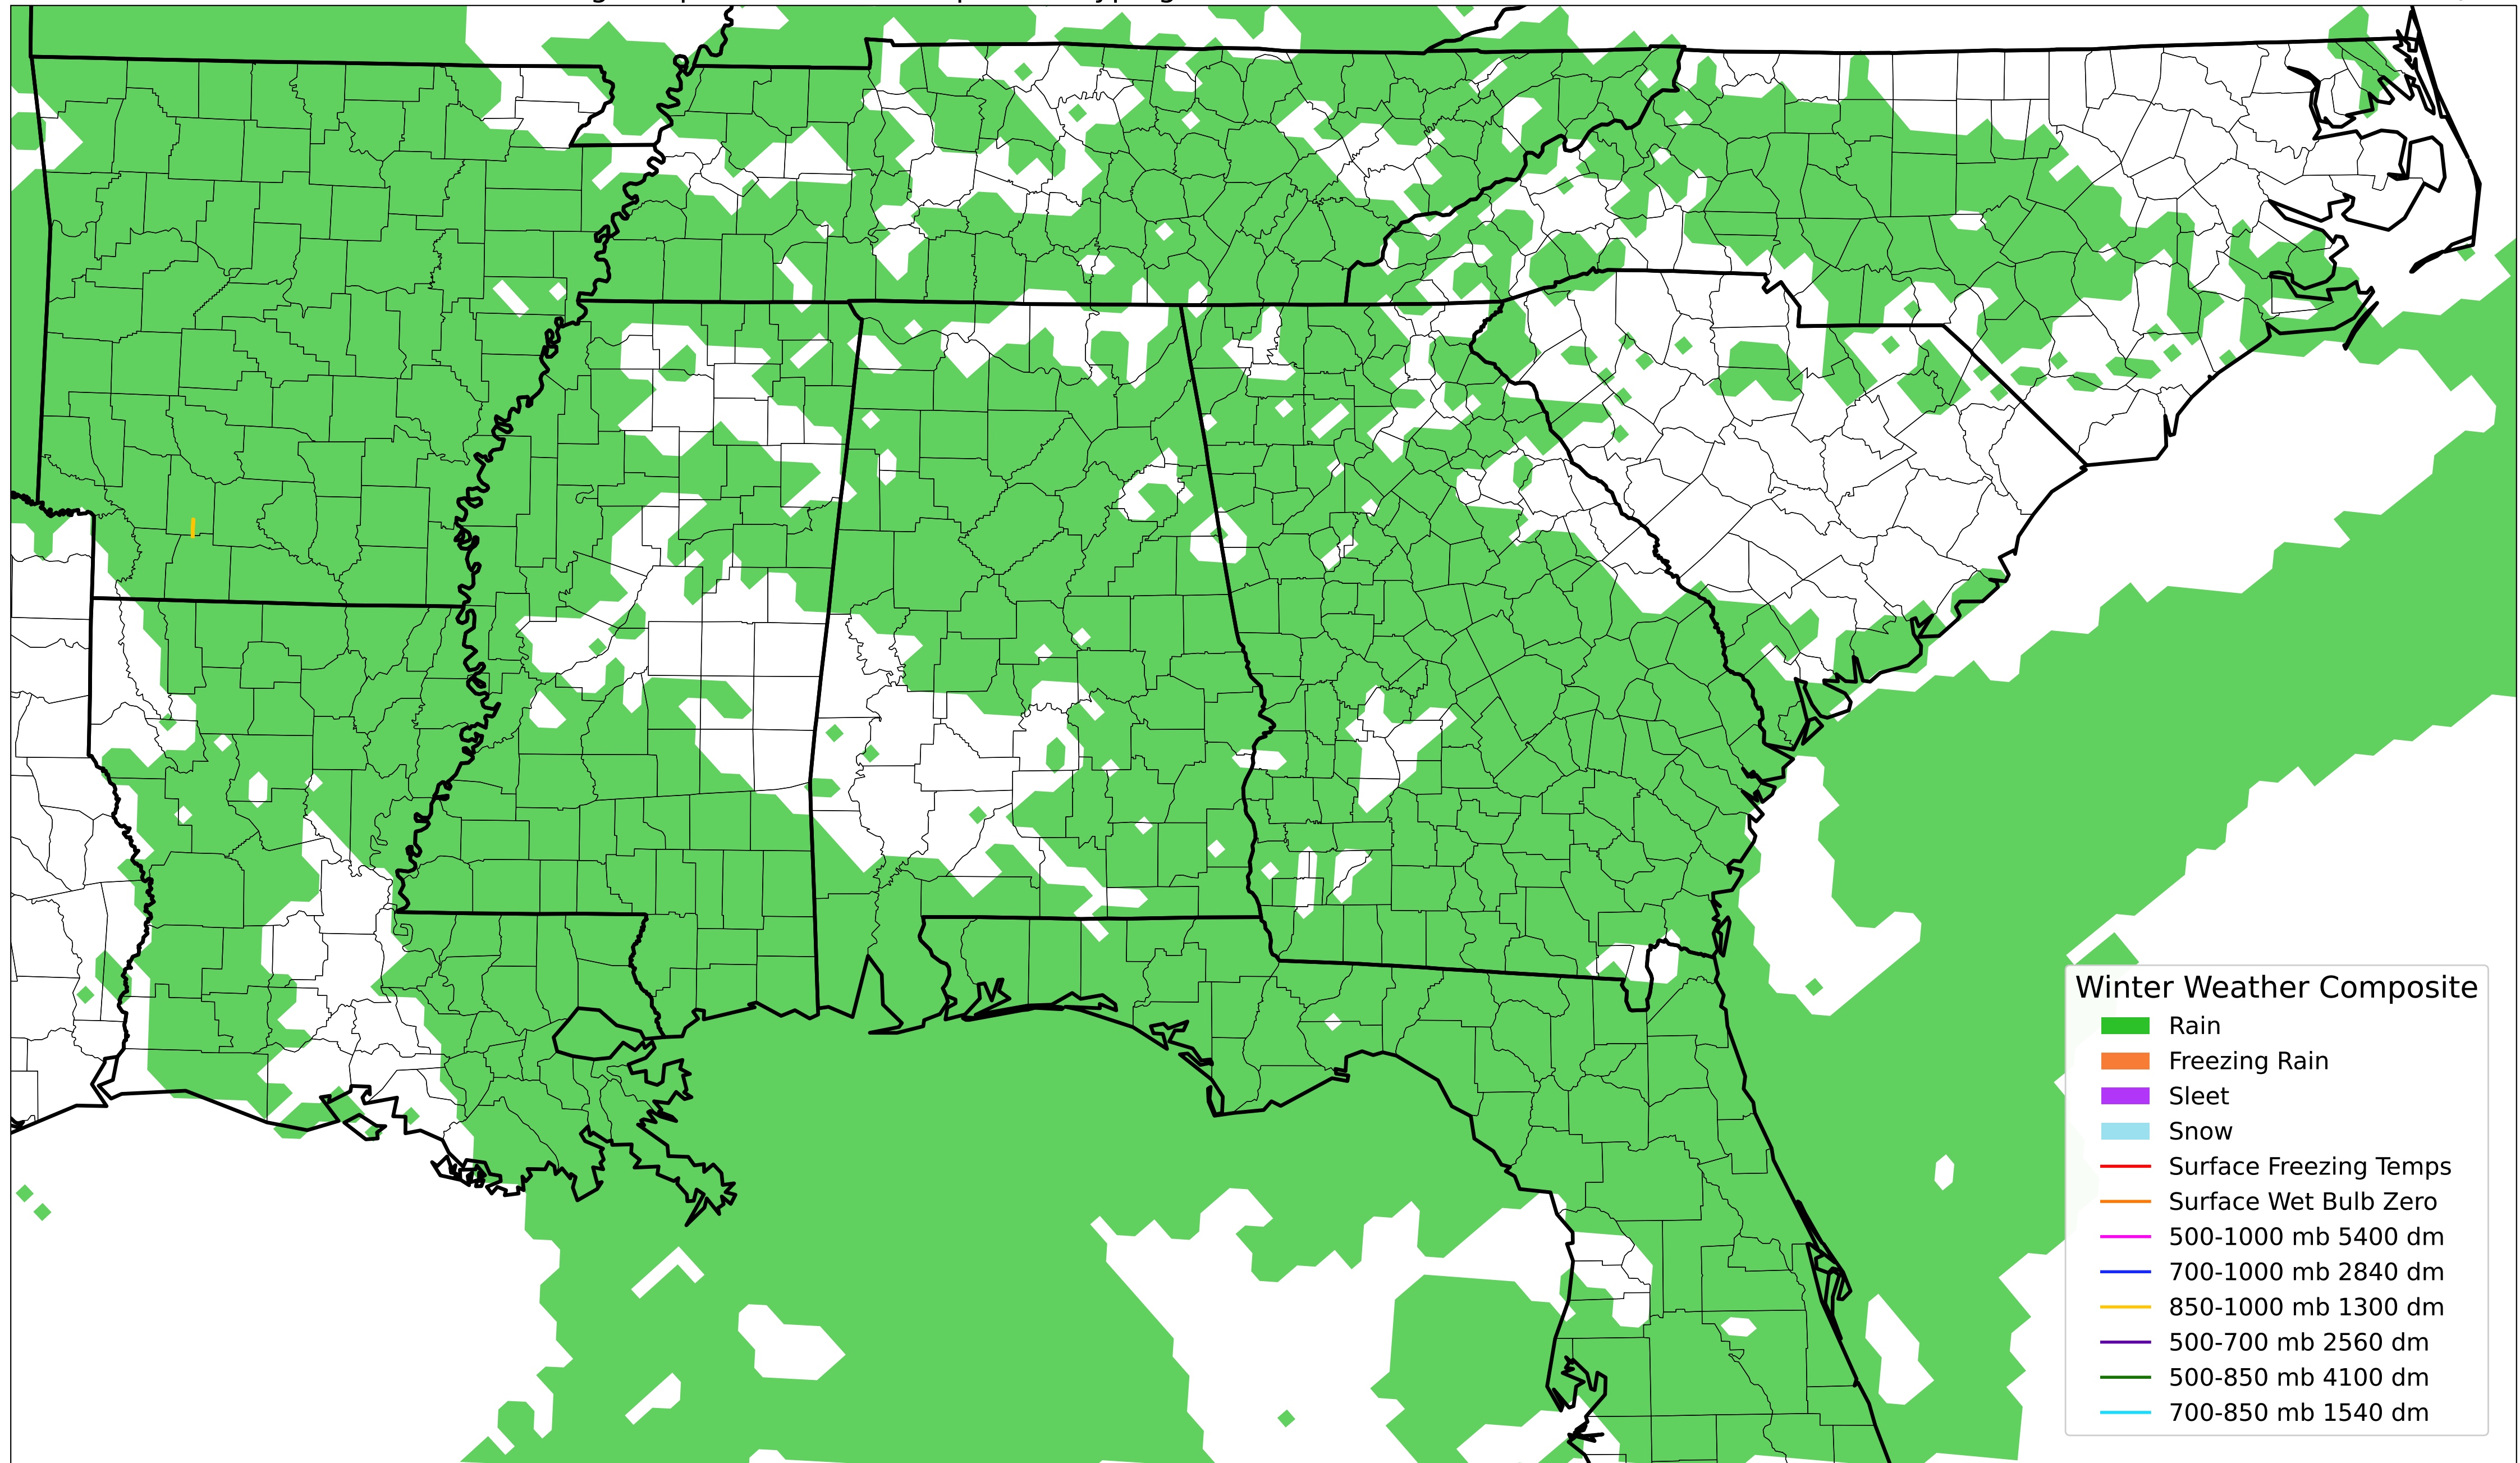 Winter Weather Composite
Rain
Freezing Rain
Sleet
Snow
Surface Freezing Temps
Surface Wet Bulb Zero
500-1000 mb 5400 dm
700-1000 mb 2840 dm
850-1000 mb 1300 dm
500-700 mb 2560 dm
500-850 mb 4100 dm
700-850 mb 1540 dm